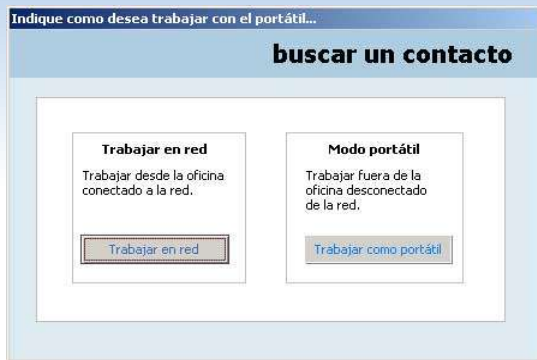 Indique como desea trabajar con el portátil...
buscar un contacto
Trabajar en red
Trabajar desde la oficina
conectado a la red.
Trabajar en red
Modo portátil
Trabajar fuera de la
oficina desconectado
de la red.
Trabajar como portátil